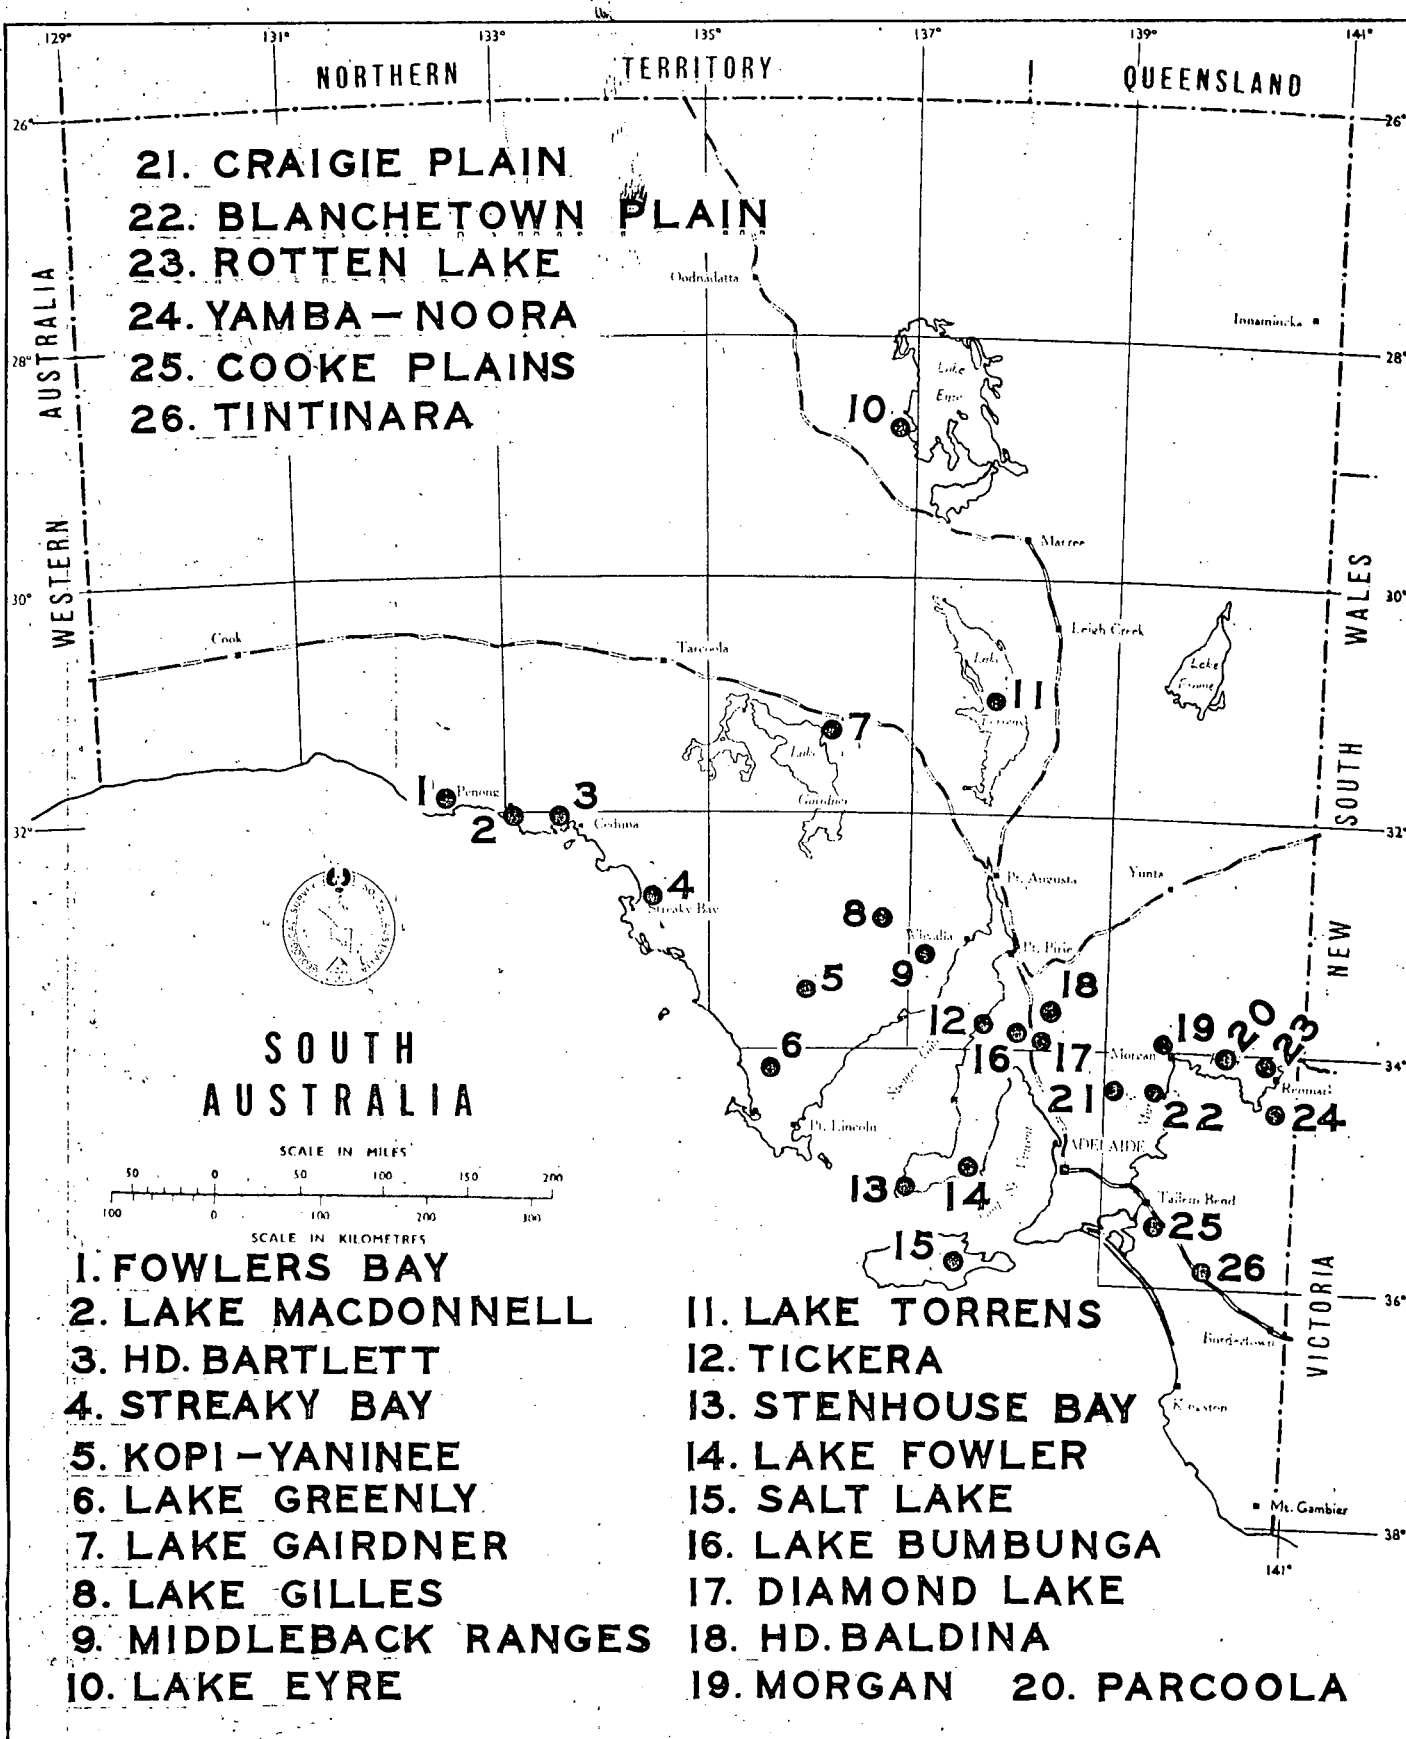 129° 131° 133° 135° 137° 139° 141°
NORTHERN TERRITORY QUEENSLAND
26° 26°
21. CRAIGIE PLAIN
22. BLANCHETOWN PLAIN
23. ROTTEN LAKE
24. YAMBA — NOORA
25. COOKE PLAINS
26. TINTINARA
WESTERN AUSTRALIA
Oodnadatta
Innamincka
28° 28°
Lake
Eyre
10
Marree
30° 30°
Cook
Tarcoola
Leigh Creek
Lake
Torrens
11
Lake
SOUTH WALES
NEW
7
Lake
Gairdner
1 Penong
2
3
Ceduna
32° 32°
4
Streaky Bay
Pt. Augusta
Yunta
8
Whyalla
9
Pt. Pirie
5
6
18
12
16
17
Morgan
19
20
23
Renmark
34°
21
22
24
Pt. Lincoln
ADELAIDE
13
14
Tailem Bend
25
15
26
36°
Bordertown
VICTORIA
Kingston
Mt. Gambier
38°
141°
GEOLOGICAL SURVEY SOUTH AUSTRALIA
SOUTH
AUSTRALIA
SCALE IN MILES
50 0 50 100 150 200
100 0 100 200 300
SCALE IN KILOMETRES
1. FOWLERS BAY
2. LAKE MACDONNELL
3. HD. BARTLETT
4. STREAKY BAY
5. KOPI – YANINEE
6. LAKE GREENLY
7. LAKE GAIRDNER
8. LAKE GILLES
9. MIDDLEBACK RANGES
10. LAKE EYRE
11. LAKE TORRENS
12. TICKERA
13. STENHOUSE BAY
14. LAKE FOWLER
15. SALT LAKE
16. LAKE BUMBUNGA
17. DIAMOND LAKE
18. HD. BALDINA
19. MORGAN 20. PARCOOLA